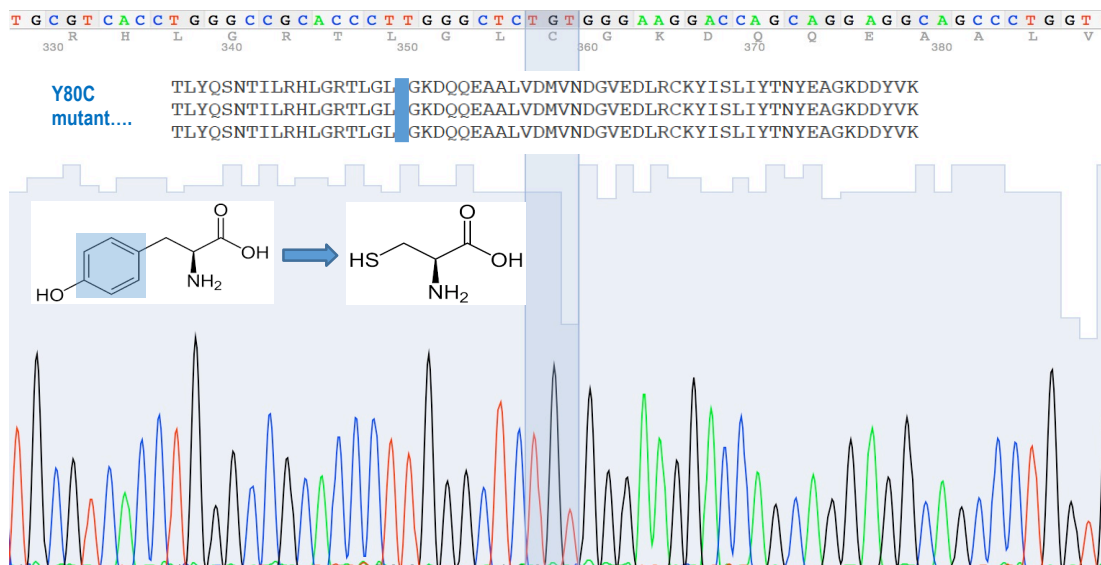 T G C G T C A C C T G G G C C G C A C C C T T G G G C T C T G T G G G A A G G A C C A G C A G G A G G C A G C C C T G G T
R H L G R T L G L C G K D Q Q E A A L V
330 340 350 360 370 380
Y80C
mutant....
TLYQSNTILRHLGRTLGL GKDQQEAALVDMVNDGVEDLRCKYISLIYTNYEAGKDDYVK
TLYQSNTILRHLGRTLGL GKDQQEAALVDMVNDGVEDLRCKYISLIYTNYEAGKDDYVK
TLYQSNTILRHLGRTLGL GKDQQEAALVDMVNDGVEDLRCKYISLIYTNYEAGKDDYVK
O
OH
NH2
HO
O
HS
OH
NH2